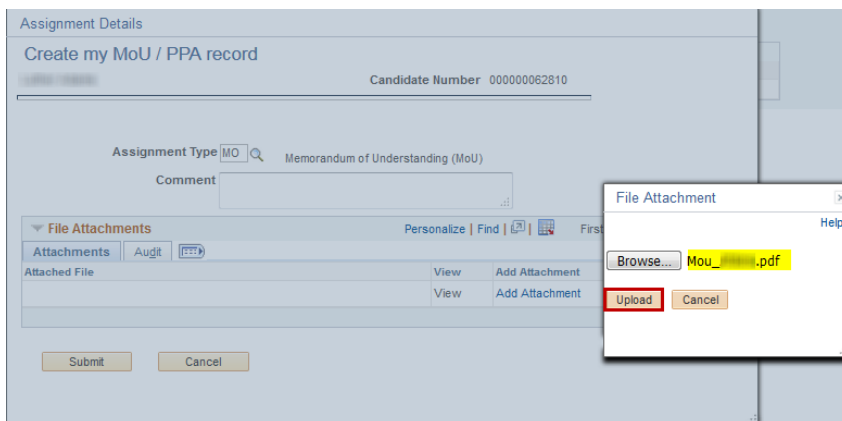 Assignment Details
Create my MoU / PPA record
Candidate Number 000000062810
Assignment Type MO Memorandum of Understanding (MoU)
Comment
File Attachments Personalize | Find | | First
Attachments Audit
Attached File View Add Attachment
View Add Attachment
Submit Cancel
File Attachment x
Help
Browse... Mou_ .pdf
Upload Cancel